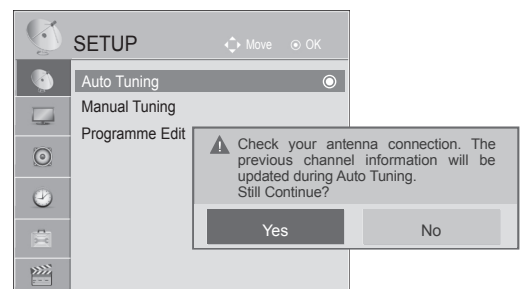 SETUP
Move OK
Auto Tuning
Manual Tuning
Programme Edit
Check your antenna connection. The
previous channel information will be
updated during Auto Tuning.
Still Continue?
Yes No